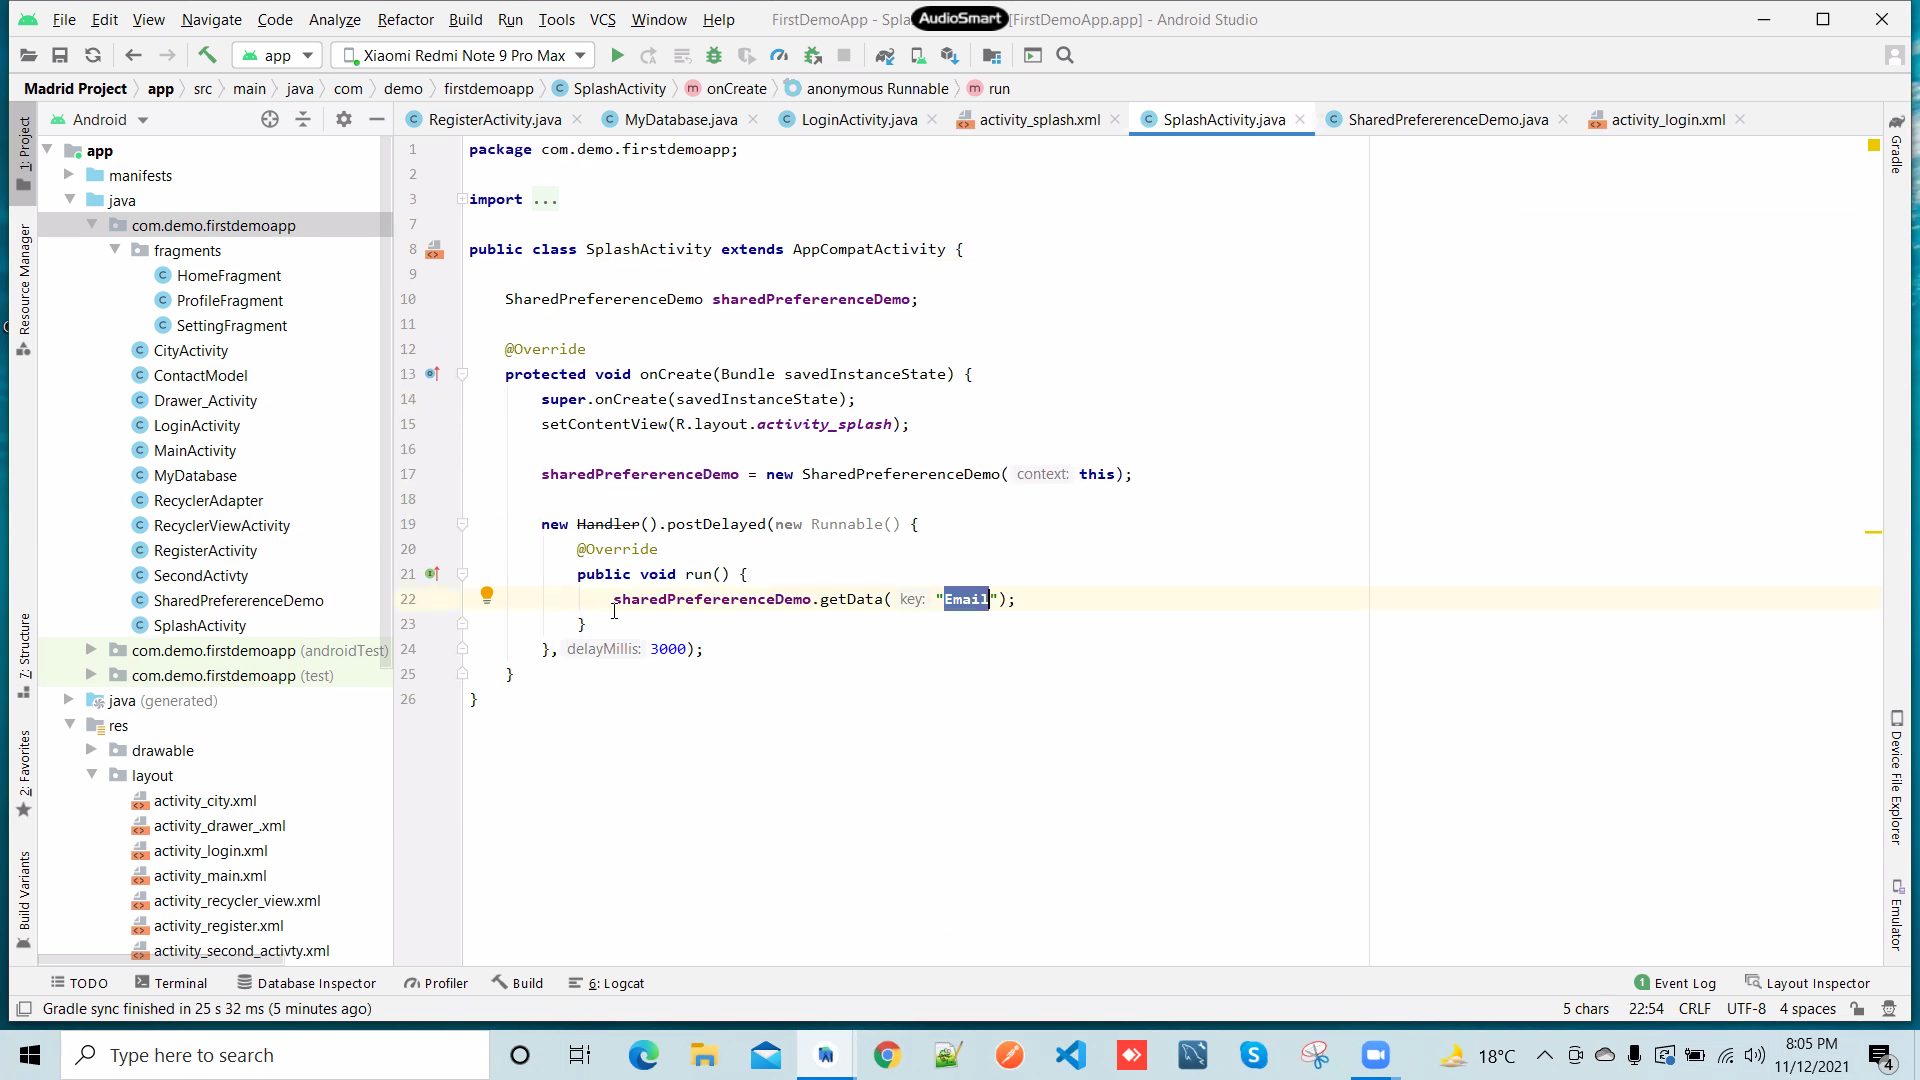 File Edit View Navigate Code Analyze Refactor Build Run Tools VCS Window Help FirstDemoApp - Spla AudioSmart [FirstDemoApp.app] - Android Studio
app Xiaomi Redmi Note 9 Pro Max
Madrid Project app src main java com demo firstdemoapp SplashActivity onCreate anonymous Runnable run
Android RegisterActivity.java MyDatabase.java LoginActivity.java activity_splash.xml SplashActivity.java SharedPrefererenceDemo.java activity_login.xml
1: Project
Resource Manager
7: Structure
2: Favorites
Build Variants
app
manifests
java
com.demo.firstdemoapp
fragments
HomeFragment
ProfileFragment
SettingFragment
CityActivity
ContactModel
Drawer_Activity
LoginActivity
MainActivity
MyDatabase
RecyclerAdapter
RecyclerViewActivity
RegisterActivity
SecondActivty
SharedPrefererenceDemo
SplashActivity
com.demo.firstdemoapp (androidTest)
com.demo.firstdemoapp (test)
java (generated)
res
drawable
layout
activity_city.xml
activity_drawer_.xml
activity_login.xml
activity_main.xml
activity_recycler_view.xml
activity_register.xml
activity_second_activty.xml
1 package com.demo.firstdemoapp;
2
3 import ...
7
8 public class SplashActivity extends AppCompatActivity {
9
10 SharedPrefererenceDemo sharedPrefererenceDemo;
11
12 @Override
13 protected void onCreate(Bundle savedInstanceState) {
14 super.onCreate(savedInstanceState);
15 setContentView(R.layout.activity_splash);
16
17 sharedPrefererenceDemo = new SharedPrefererenceDemo( context: this);
18
19 new Handler().postDelayed(new Runnable() {
20 @Override
21 public void run() {
22 sharedPrefererenceDemo.getData( key: "Email");
23 }
24 }, delayMillis: 3000);
25 }
26 }
Gradle
Device File Explorer
Emulator
TODO Terminal Database Inspector Profiler Build 6: Logcat 1 Event Log Layout Inspector
Gradle sync finished in 25 s 32 ms (5 minutes ago) 5 chars 22:54 CRLF UTF-8 4 spaces
Type here to search 18°C 8:05 PM
11/12/2021 4